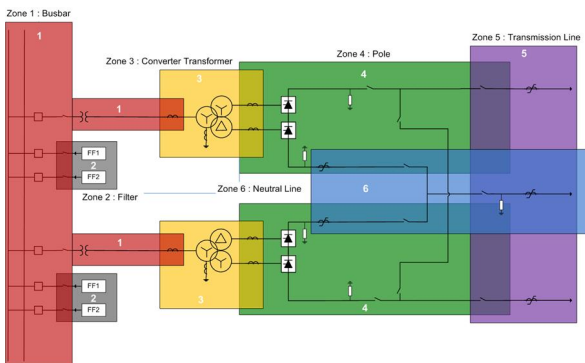 Zone 1 : Busbar
1
Zone 3 : Converter Transformer
3
Zone 4 : Pole
4
Zone 5 : Transmission Line
5
1
FF1
2
FF2
Zone 2 : Filter
Zone 6 : Neutral Line
6
1
3
FF1
2
FF2
4